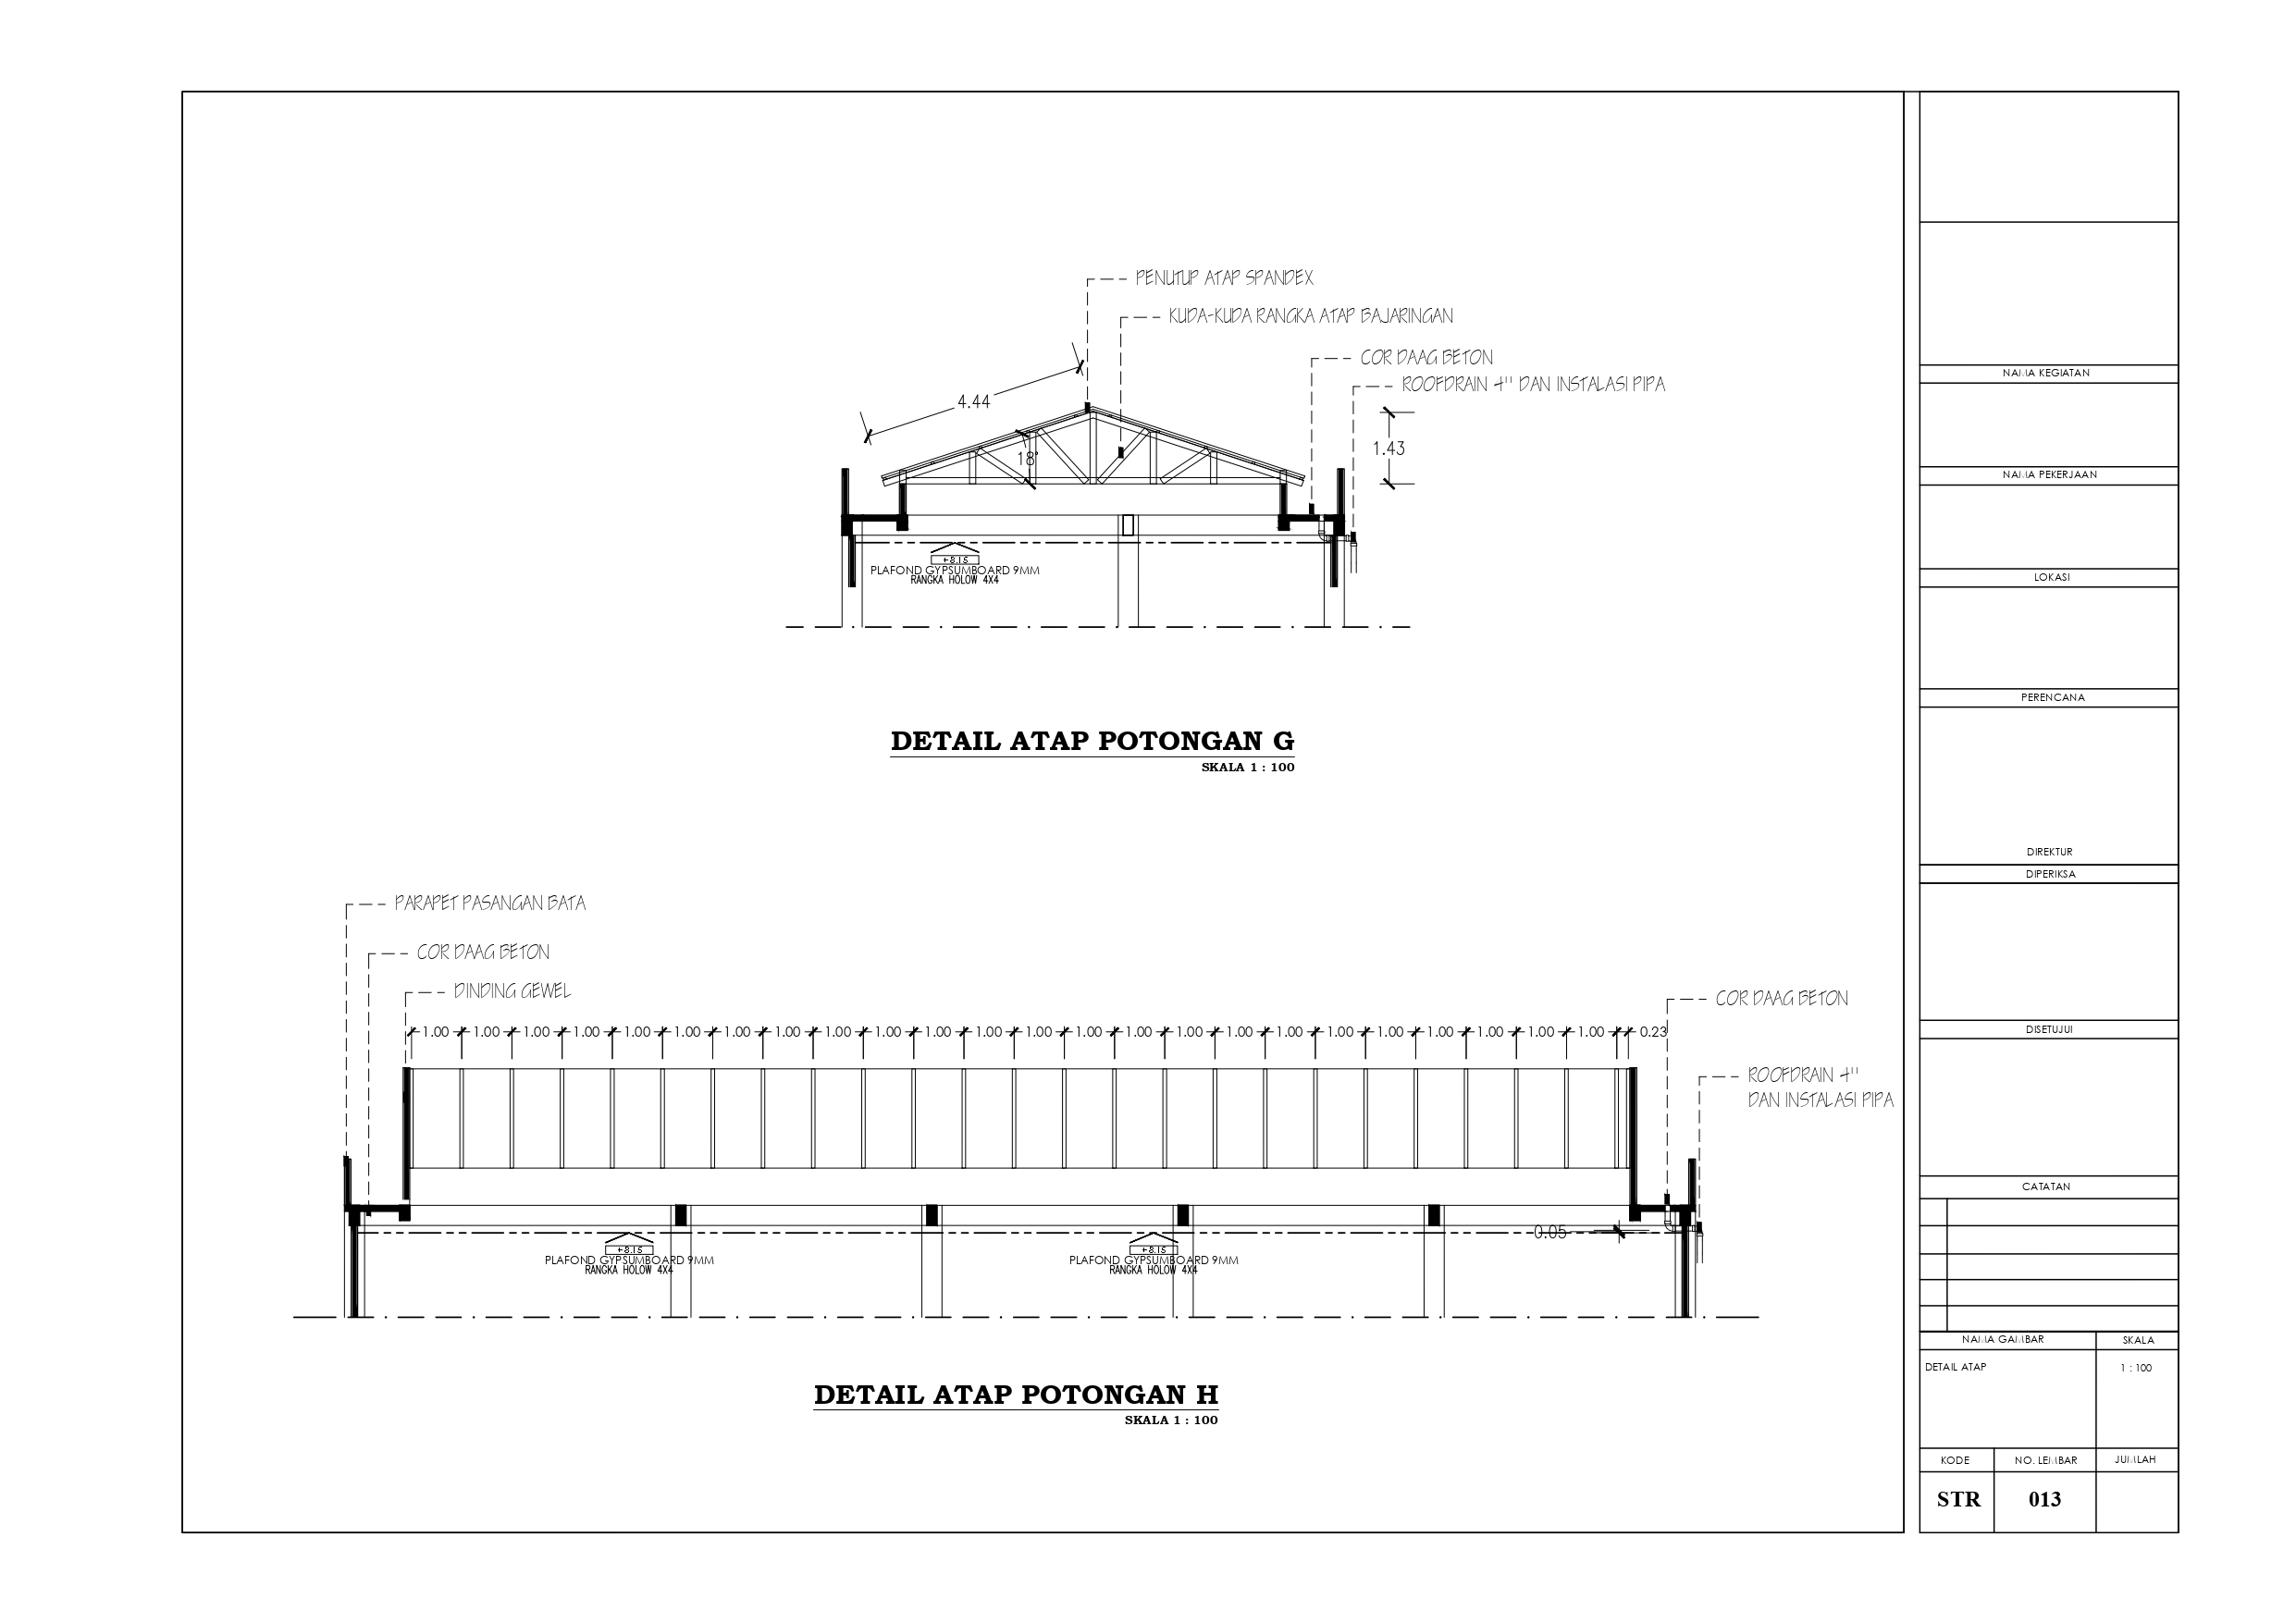 PENUTUP ATAP SPANDEX
KUDA-KUDA RANGKA ATAP BAJARINGAN
COR DAAG BETON
ROOFDRAIN 4" DAN INSTALASI PIPA
4.44
1.43
18°
+8.15
PLAFOND GYPSUMBOARD 9MM
RANGKA HOLOW 4X4
DETAIL ATAP POTONGAN G
SKALA 1 : 100
PARAPET PASANGAN BATA
COR DAAG BETON
DINDING GEWEL
COR DAAG BETON
1.00 1.00 1.00 1.00 1.00 1.00 1.00 1.00 1.00 1.00 1.00 1.00 1.00 1.00 1.00 1.00 1.00 1.00 1.00 1.00 1.00 1.00 1.00 1.00 0.23
ROOFDRAIN 4"
DAN INSTALASI PIPA
0.05
+8.15
PLAFOND GYPSUMBOARD 9MM
RANGKA HOLOW 4X4
+8.15
PLAFOND GYPSUMBOARD 9MM
RANGKA HOLOW 4X4
DETAIL ATAP POTONGAN H
SKALA 1 : 100
NAMA KEGIATAN
NAMA PEKERJAAN
LOKASI
PERENCANA
DIREKTUR
DIPERIKSA
DISETUJUI
CATATAN
NAMA GAMBAR SKALA
DETAIL ATAP 1 : 100
KODE NO. LEMBAR JUMLAH
STR 013